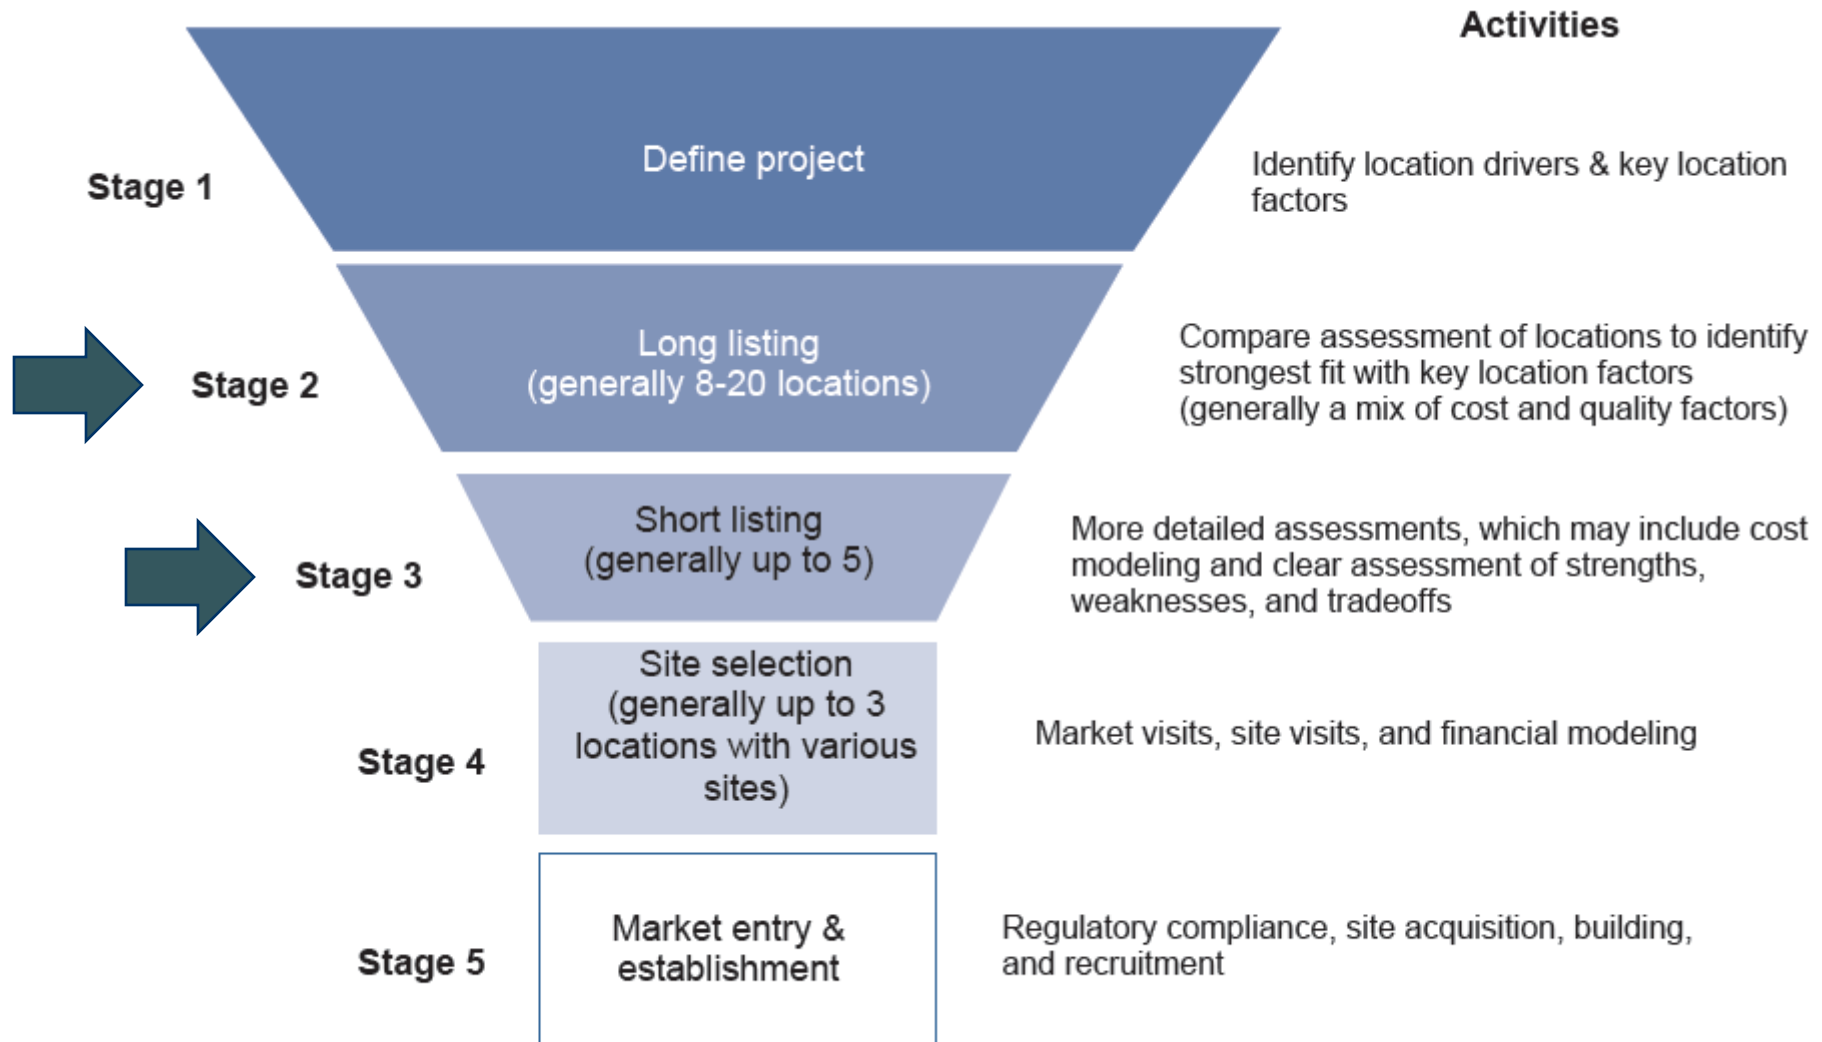 Activities
Stage 1
Define project
Identify location drivers & key location
factors
Stage 2
Long listing
(generally 8-20 locations)
Compare assessment of locations to identify
strongest fit with key location factors
(generally a mix of cost and quality factors)
Stage 3
Short listing
(generally up to 5)
More detailed assessments, which may include cost
modeling and clear assessment of strengths,
weaknesses, and tradeoffs
Stage 4
Site selection
(generally up to 3
locations with various
sites)
Market visits, site visits, and financial modeling
Stage 5
Market entry &
establishment
Regulatory compliance, site acquisition, building,
and recruitment